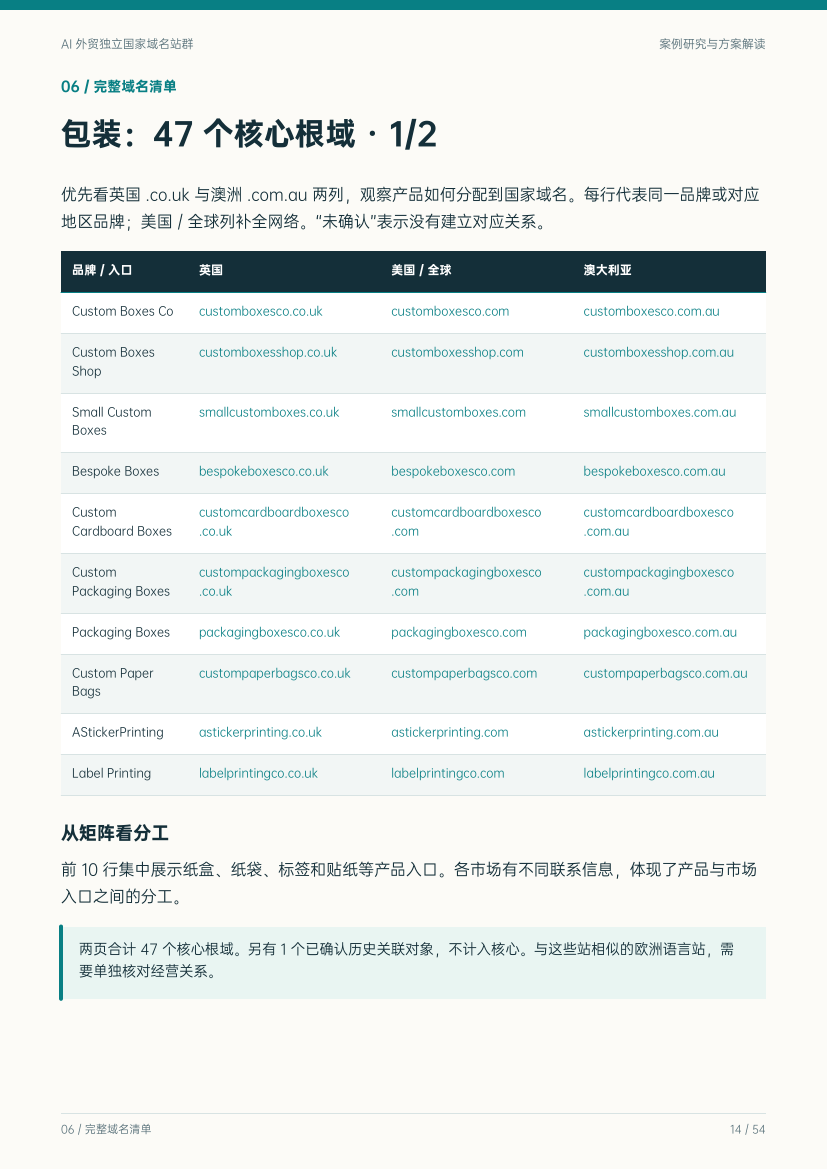 AI 外贸独立国家域名站群
案例研究与方案解读
06 / 完整域名清单
包装：47 个核心根域 · 1/2
优先看英国 .co.uk 与澳洲 .com.au 两列，观察产品如何分配到国家域名。每行代表同一品牌或对应
地区品牌；美国 / 全球列补全网络。“未确认”表示没有建立对应关系。
品牌 / 入口 英国 美国 / 全球 澳大利亚
Custom Boxes Co customboxesco.co.uk customboxesco.com customboxesco.com.au
Custom Boxes customboxesshop.co.uk customboxesshop.com customboxesshop.com.au
Shop
Small Custom smallcustomboxes.co.uk smallcustomboxes.com smallcustomboxes.com.au
Boxes
Bespoke Boxes bespokeboxesco.co.uk bespokeboxesco.com bespokeboxesco.com.au
Custom customcardboardboxesco customcardboardboxesco customcardboardboxesco
Cardboard Boxes .co.uk .com .com.au
Custom custompackagingboxesco custompackagingboxesco custompackagingboxesco
Packaging Boxes .co.uk .com .com.au
Packaging Boxes packagingboxesco.co.uk packagingboxesco.com packagingboxesco.com.au
Custom Paper custompaperbagsco.co.uk custompaperbagsco.com custompaperbagsco.com.au
Bags
AStickerPrinting astickerprinting.co.uk astickerprinting.com astickerprinting.com.au
Label Printing labelprintingco.co.uk labelprintingco.com labelprintingco.com.au
从矩阵看分工
前 10 行集中展示纸盒、纸袋、标签和贴纸等产品入口。各市场有不同联系信息，体现了产品与市场
入口之间的分工。
两页合计 47 个核心根域。另有 1 个已确认历史关联对象，不计入核心。与这些站相似的欧洲语言站，需
要单独核对经营关系。
06 / 完整域名清单
14 / 54